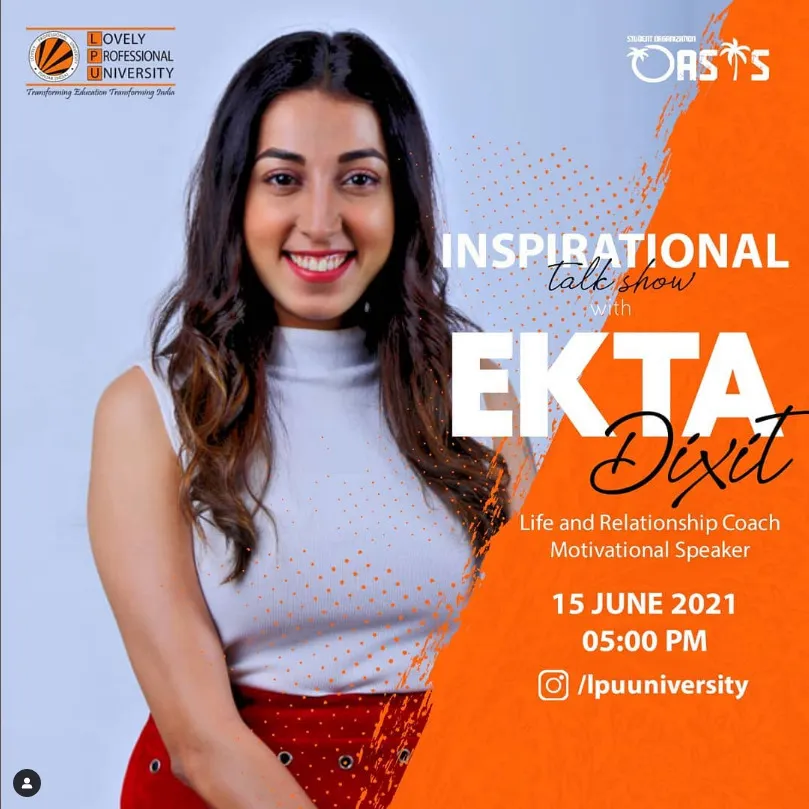 LOVELY
PROFESSIONAL
UNIVERSITY
Transforming Education Transforming India
STUDENT ORGANIZATION
OASIS
INSPIRATIONAL
talk show
with
EKTA
Dixit
Life and Relationship Coach
Motivational Speaker
15 JUNE 2021
05:00 PM
/lpuuniversity